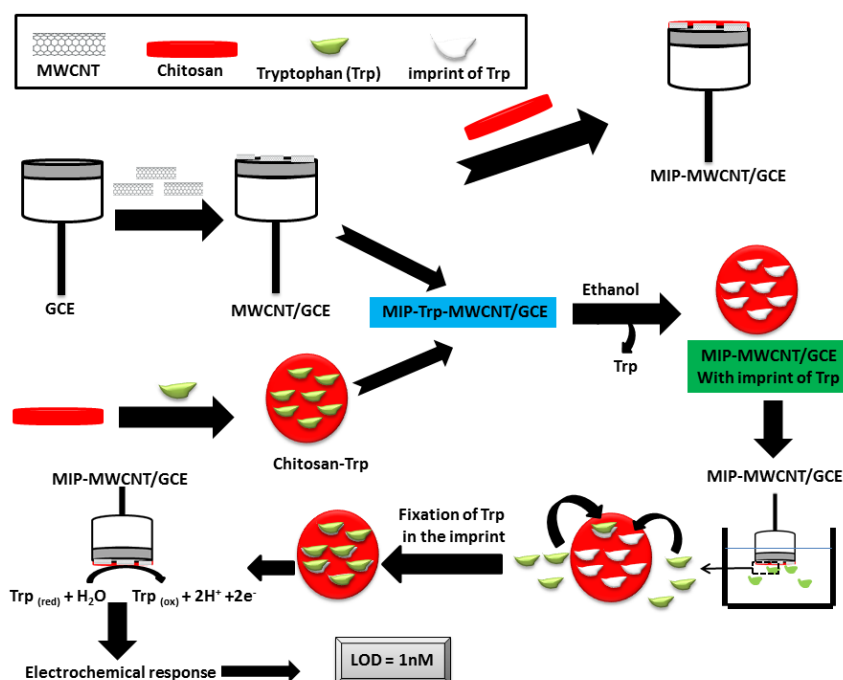 MWCNT
Chitosan
Tryptophan (Trp)
imprint of Trp
MIP-MWCNT/GCE
GCE
MWCNT/GCE
MIP-Trp-MWCNT/GCE
Ethanol
Trp
MIP-MWCNT/GCE
With imprint of Trp
Chitosan-Trp
MIP-MWCNT/GCE
MIP-MWCNT/GCE
Fixation of Trp
in the imprint
Trp (red) + H₂O Trp (ox) + 2H⁺ +2e⁻
Electrochemical response
LOD = 1nM